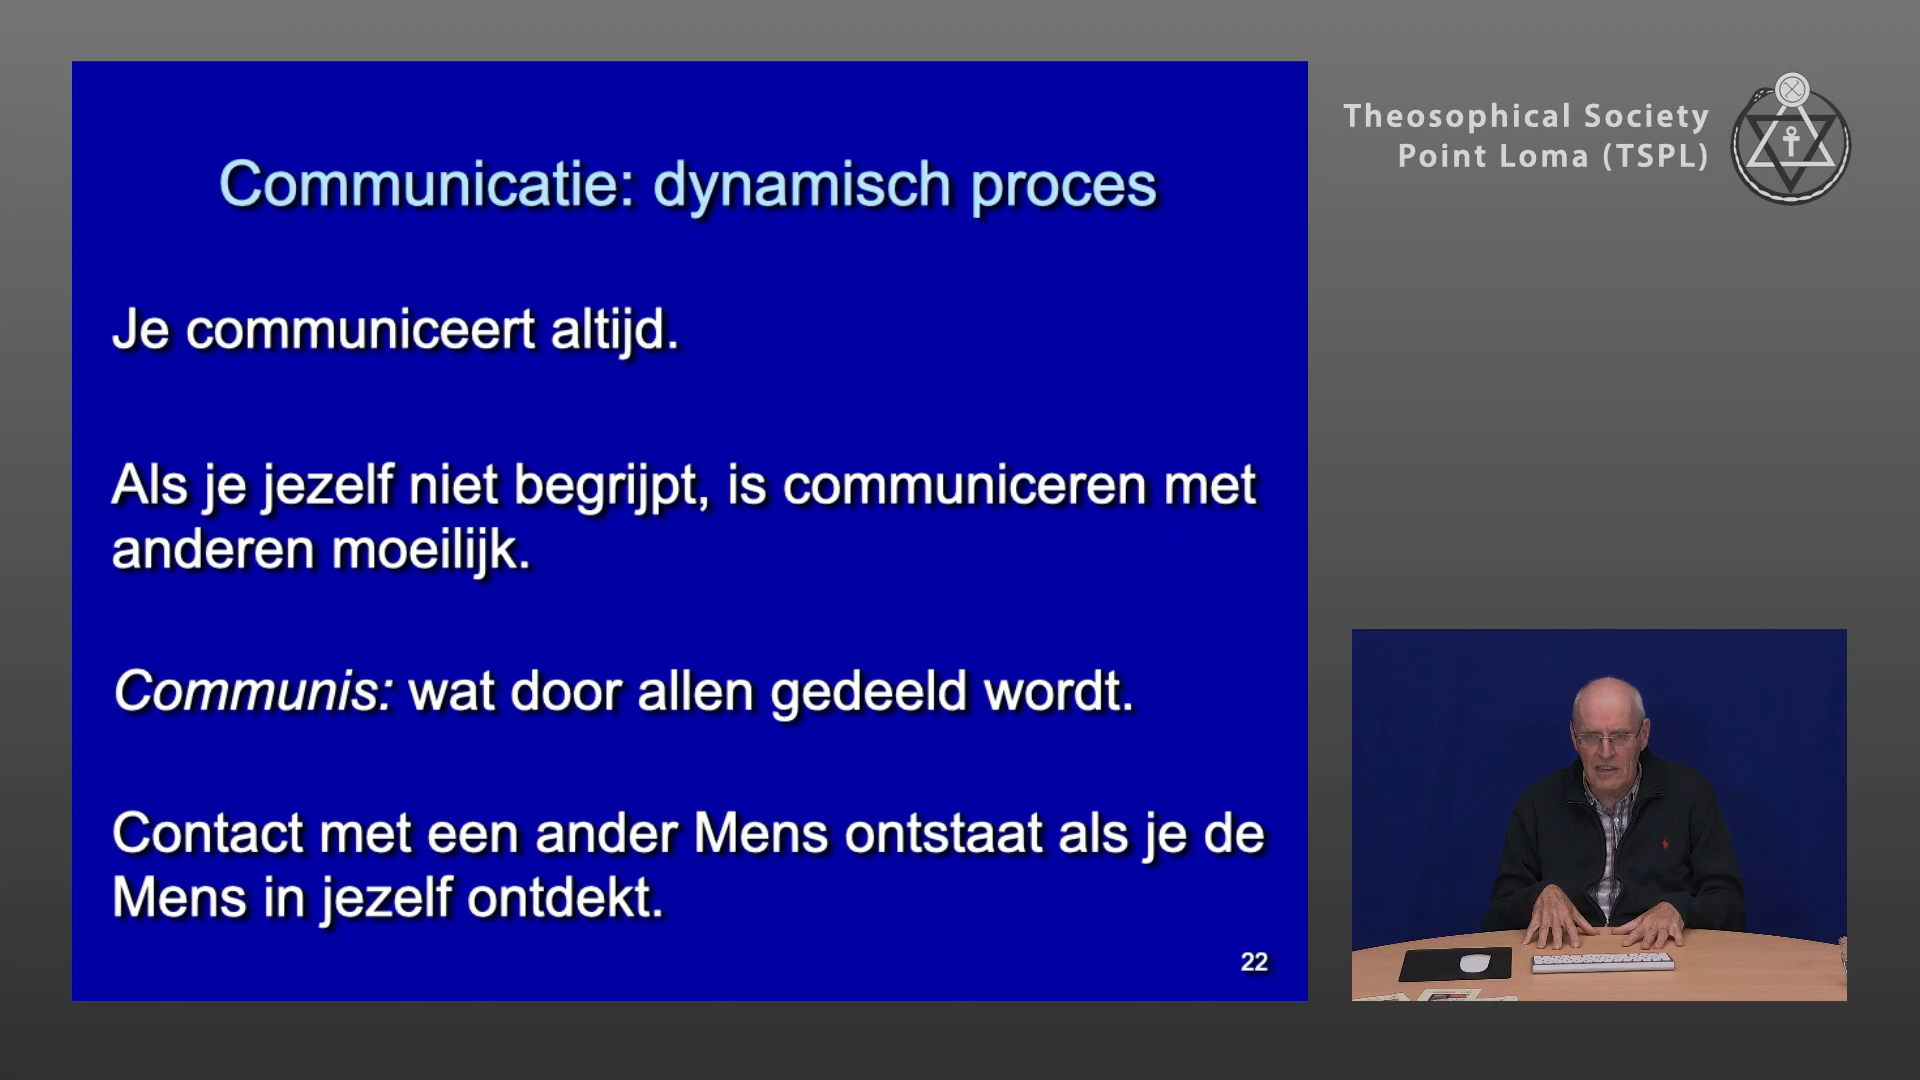 Communicatie: dynamisch proces
Je communiceert altijd.
Als je jezelf niet begrijpt, is communiceren met
anderen moeilijk.
Communis: wat door allen gedeeld wordt.
Contact met een ander Mens ontstaat als je de
Mens in jezelf ontdekt.
22
Theosophical Society
Point Loma (TSPL)